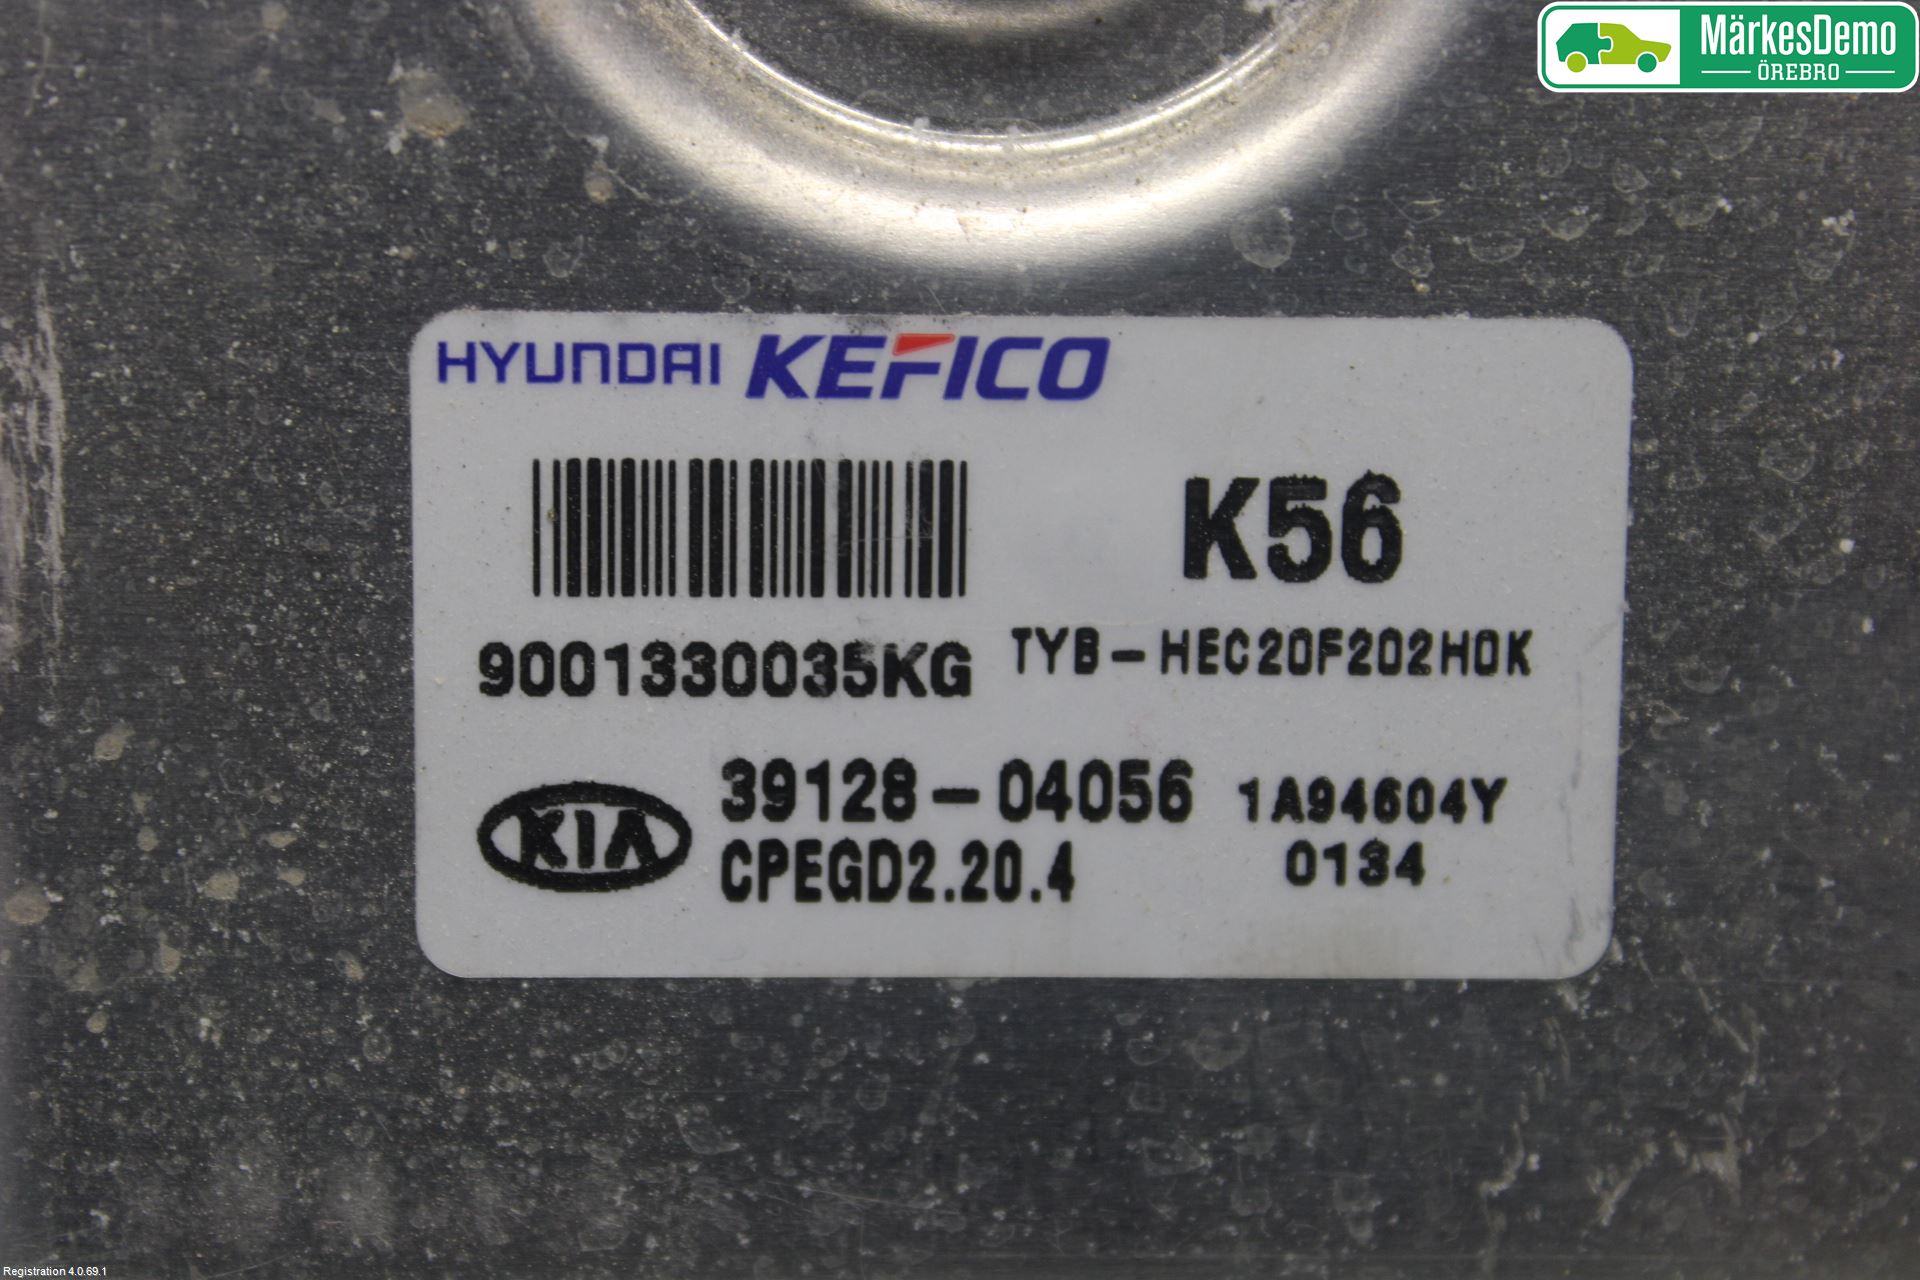 MärkesDemo
ÖREBRO
HYUNDAI KEFICO
K56
9001330035KG
TYB-HEC20F202H0K
KIA
39128-04056
1A94604Y
CPEGD2.20.4
0134
Registration 4.0.69.1